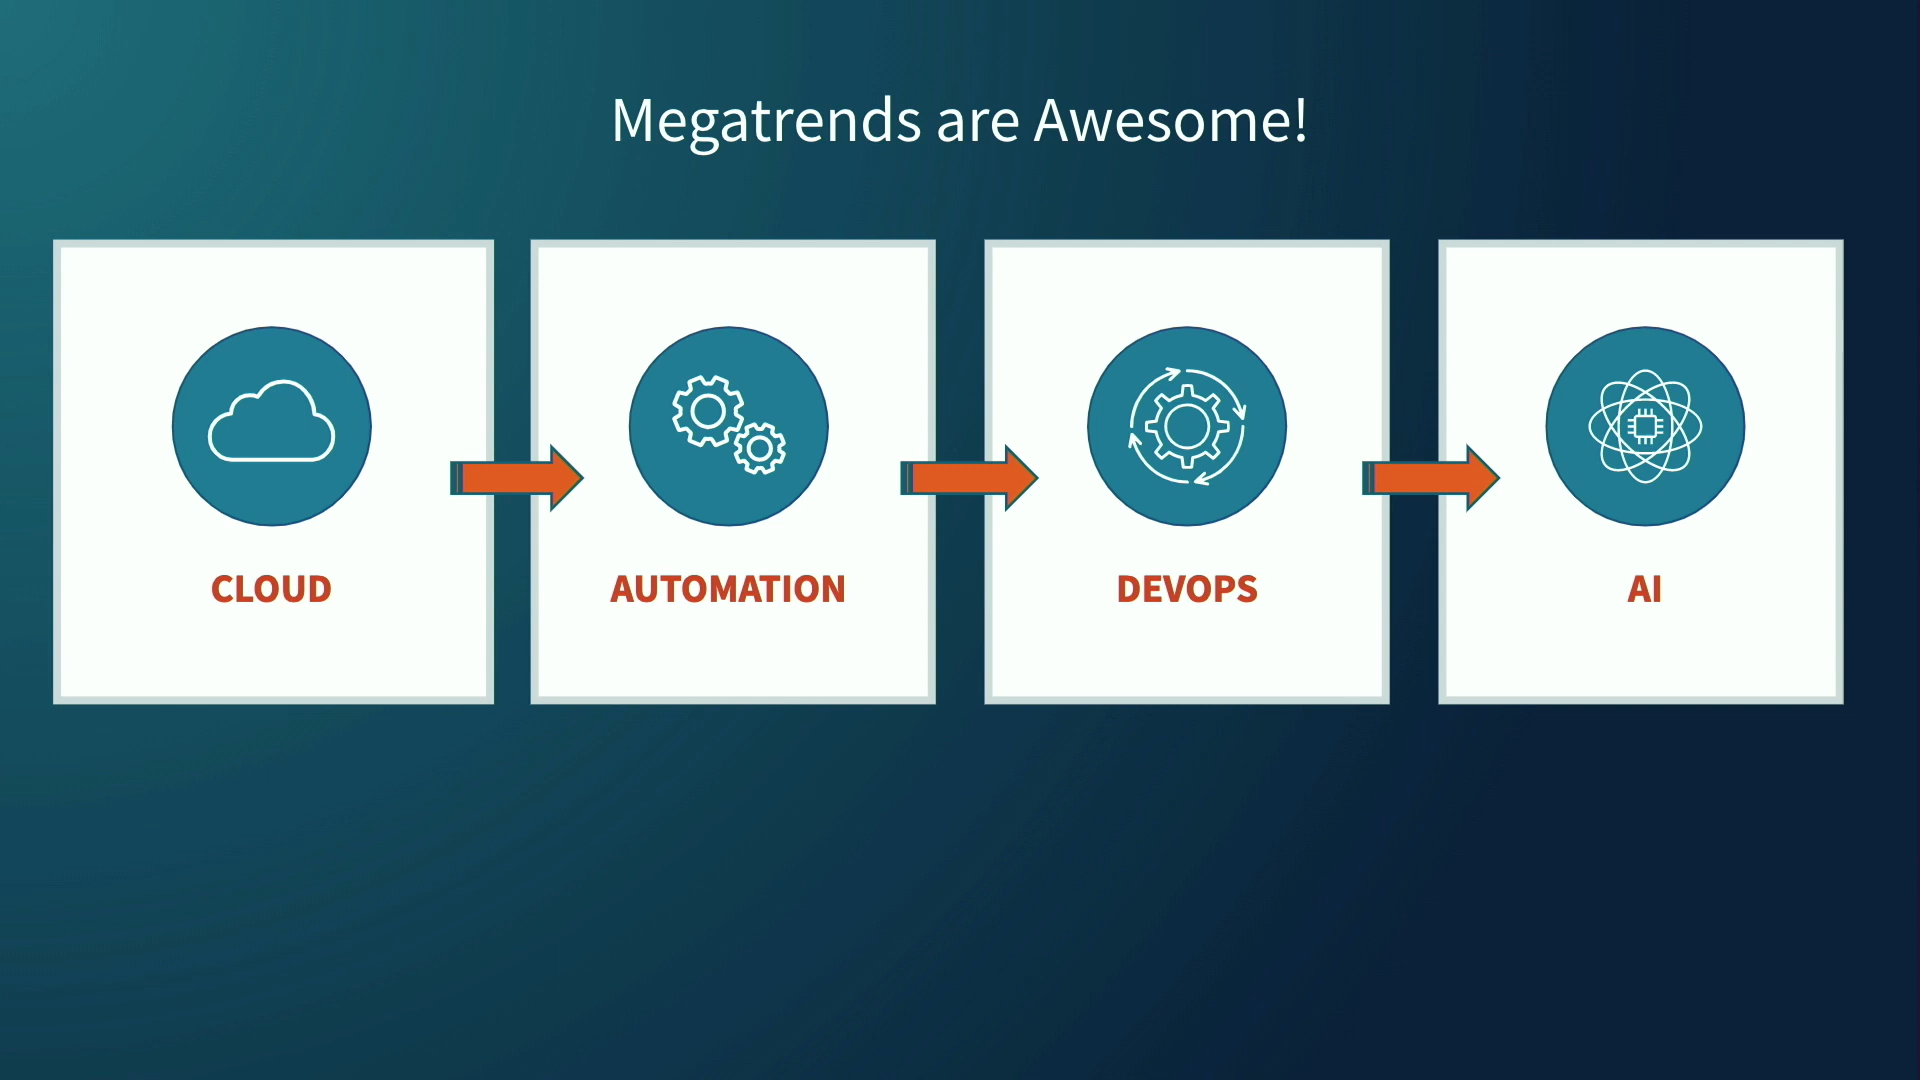 Megatrends are Awesome!
CLOUD
AUTOMATION
DEVOPS
AI